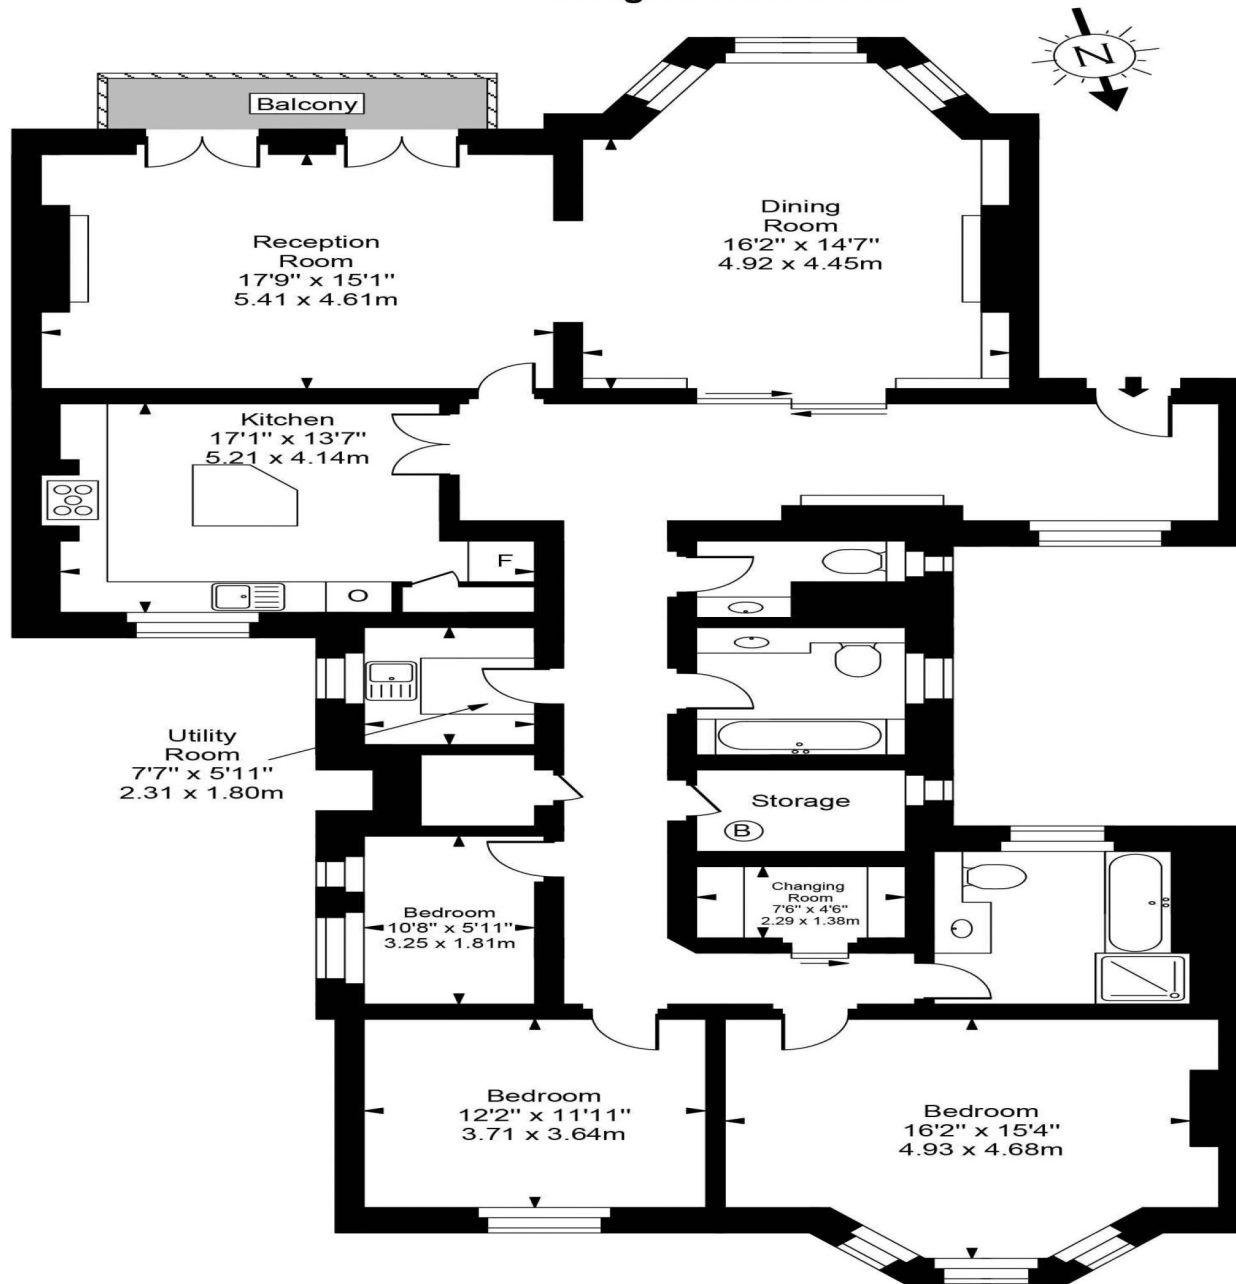 N
Balcony
Dining
Room
16'2" x 14'7"
4.92 x 4.45m
Reception
Room
17'9" x 15'1"
5.41 x 4.61m
Kitchen
17'1" x 13'7"
5.21 x 4.14m
F
O
Utility
Room
7'7" x 5'11"
2.31 x 1.80m
Storage
B
Changing
Room
7'6" x 4'6"
2.29 x 1.38m
Bedroom
10'8" x 5'11"
3.25 x 1.81m
Bedroom
12'2" x 11'11"
3.71 x 3.64m
Bedroom
16'2" x 15'4"
4.93 x 4.68m